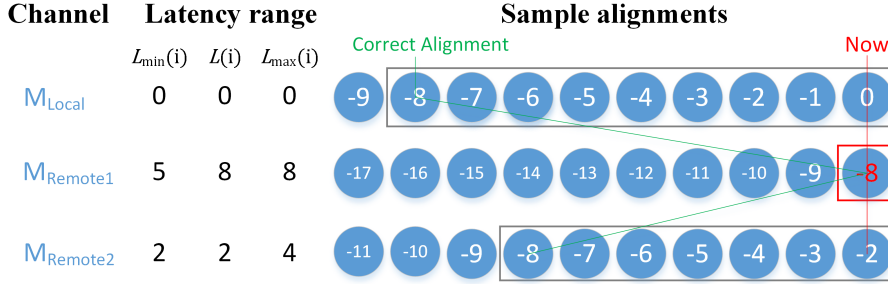 Channel Latency range Sample alignments
Lmin(i) L(i) Lmax(i) Correct Alignment Now
MLocal 0 0 0 -9 -8 -7 -6 -5 -4 -3 -2 -1 0
MRemote1 5 8 8 -17 -16 -15 -14 -13 -12 -11 -10 -9 -8
MRemote2 2 2 4 -11 -10 -9 -8 -7 -6 -5 -4 -3 -2